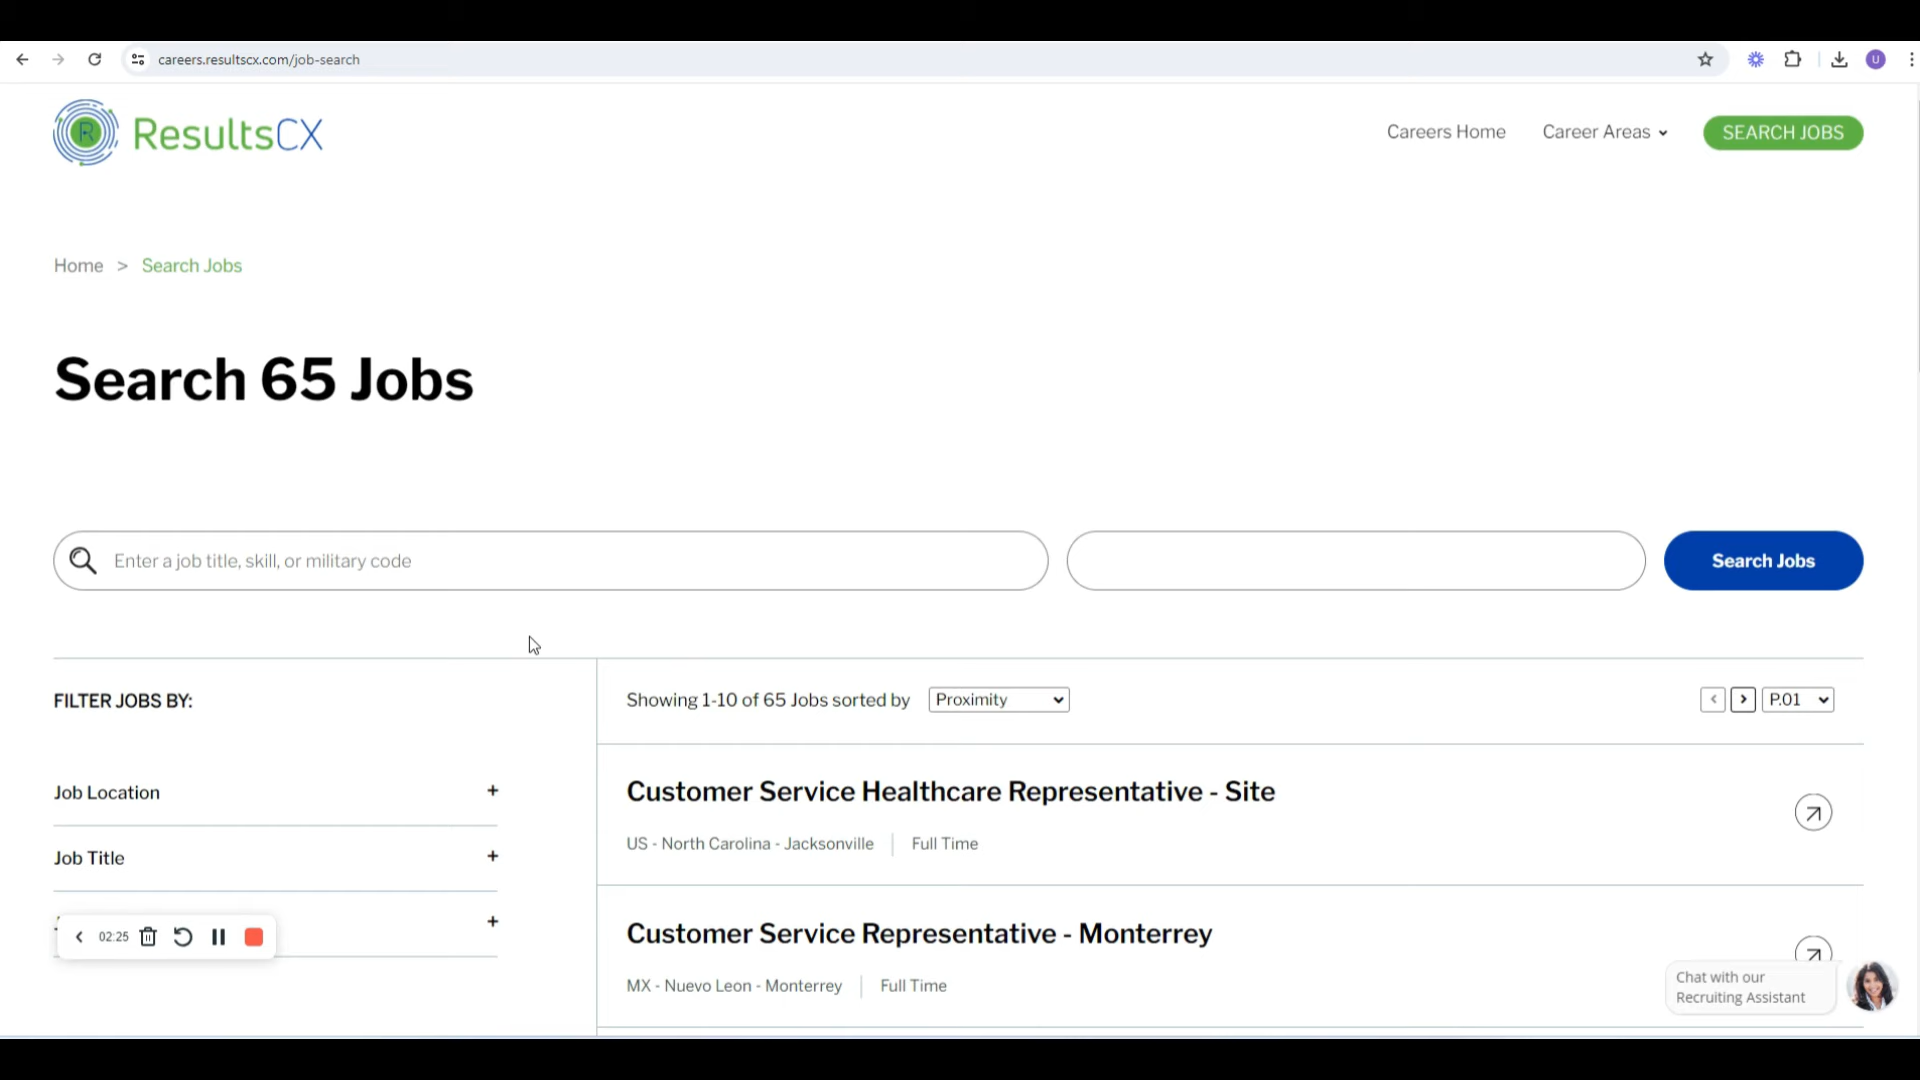 careers.resultscx.com/job-search
U
R
ResultsCX
Careers Home
Career Areas
SEARCH JOBS
Home > Search Jobs
Search 65 Jobs
Enter a job title, skill, or military code
Search Jobs
FILTER JOBS BY:
Showing 1-10 of 65 Jobs sorted by
Proximity
< > P.01
Job Location +
Job Title +
+
02:25
Customer Service Healthcare Representative - Site
US - North Carolina - Jacksonville
Full Time
Customer Service Representative - Monterrey
MX - Nuevo Leon - Monterrey
Full Time
Chat with our
Recruiting Assistant